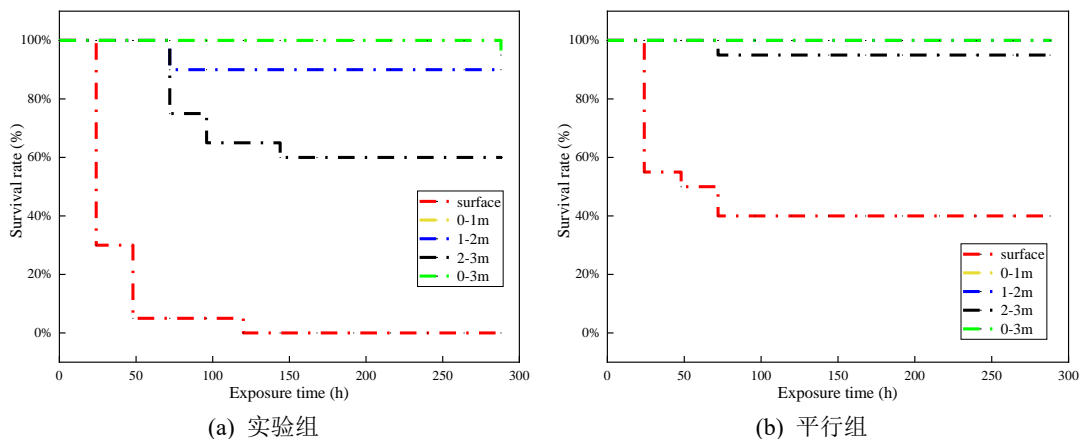 100%
80%
60%
40%
20%
0%
Survival rate (%)
surface
0-1m
1-2m
2-3m
0-3m
0 50 100 150 200 250 300
Exposure time (h)
(a) 实验组
100%
80%
60%
40%
20%
0%
Survival rate (%)
surface
0-1m
1-2m
2-3m
0-3m
0 50 100 150 200 250 300
Exposure time (h)
(b) 平行组